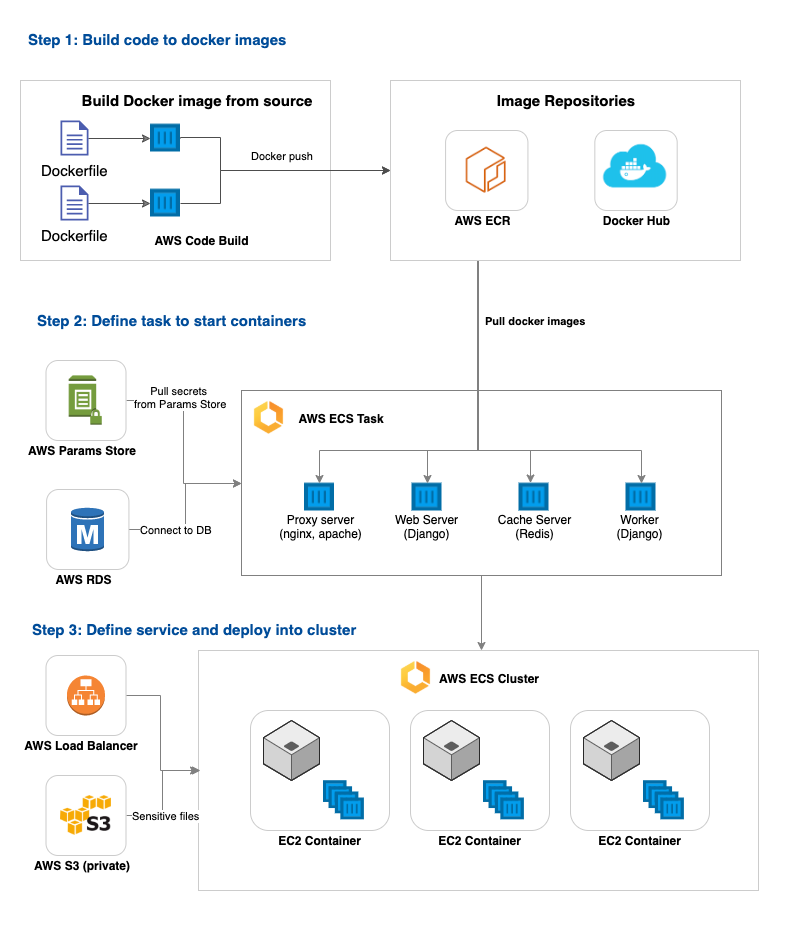 Step 1: Build code to docker images
Build Docker image from source
Image Repositories
Dockerfile
Docker push
Dockerfile
AWS Code Build
AWS ECR
Docker Hub
Step 2: Define task to start containers
Pull docker images
Pull secrets
from Params Store
AWS Params Store
AWS ECS Task
Proxy server
(nginx, apache)
Web Server
(Django)
Cache Server
(Redis)
Worker
(Django)
M
Connect to DB
AWS RDS
Step 3: Define service and deploy into cluster
AWS ECS Cluster
AWS Load Balancer
S3
Sensitive files
AWS S3 (private)
EC2 Container
EC2 Container
EC2 Container